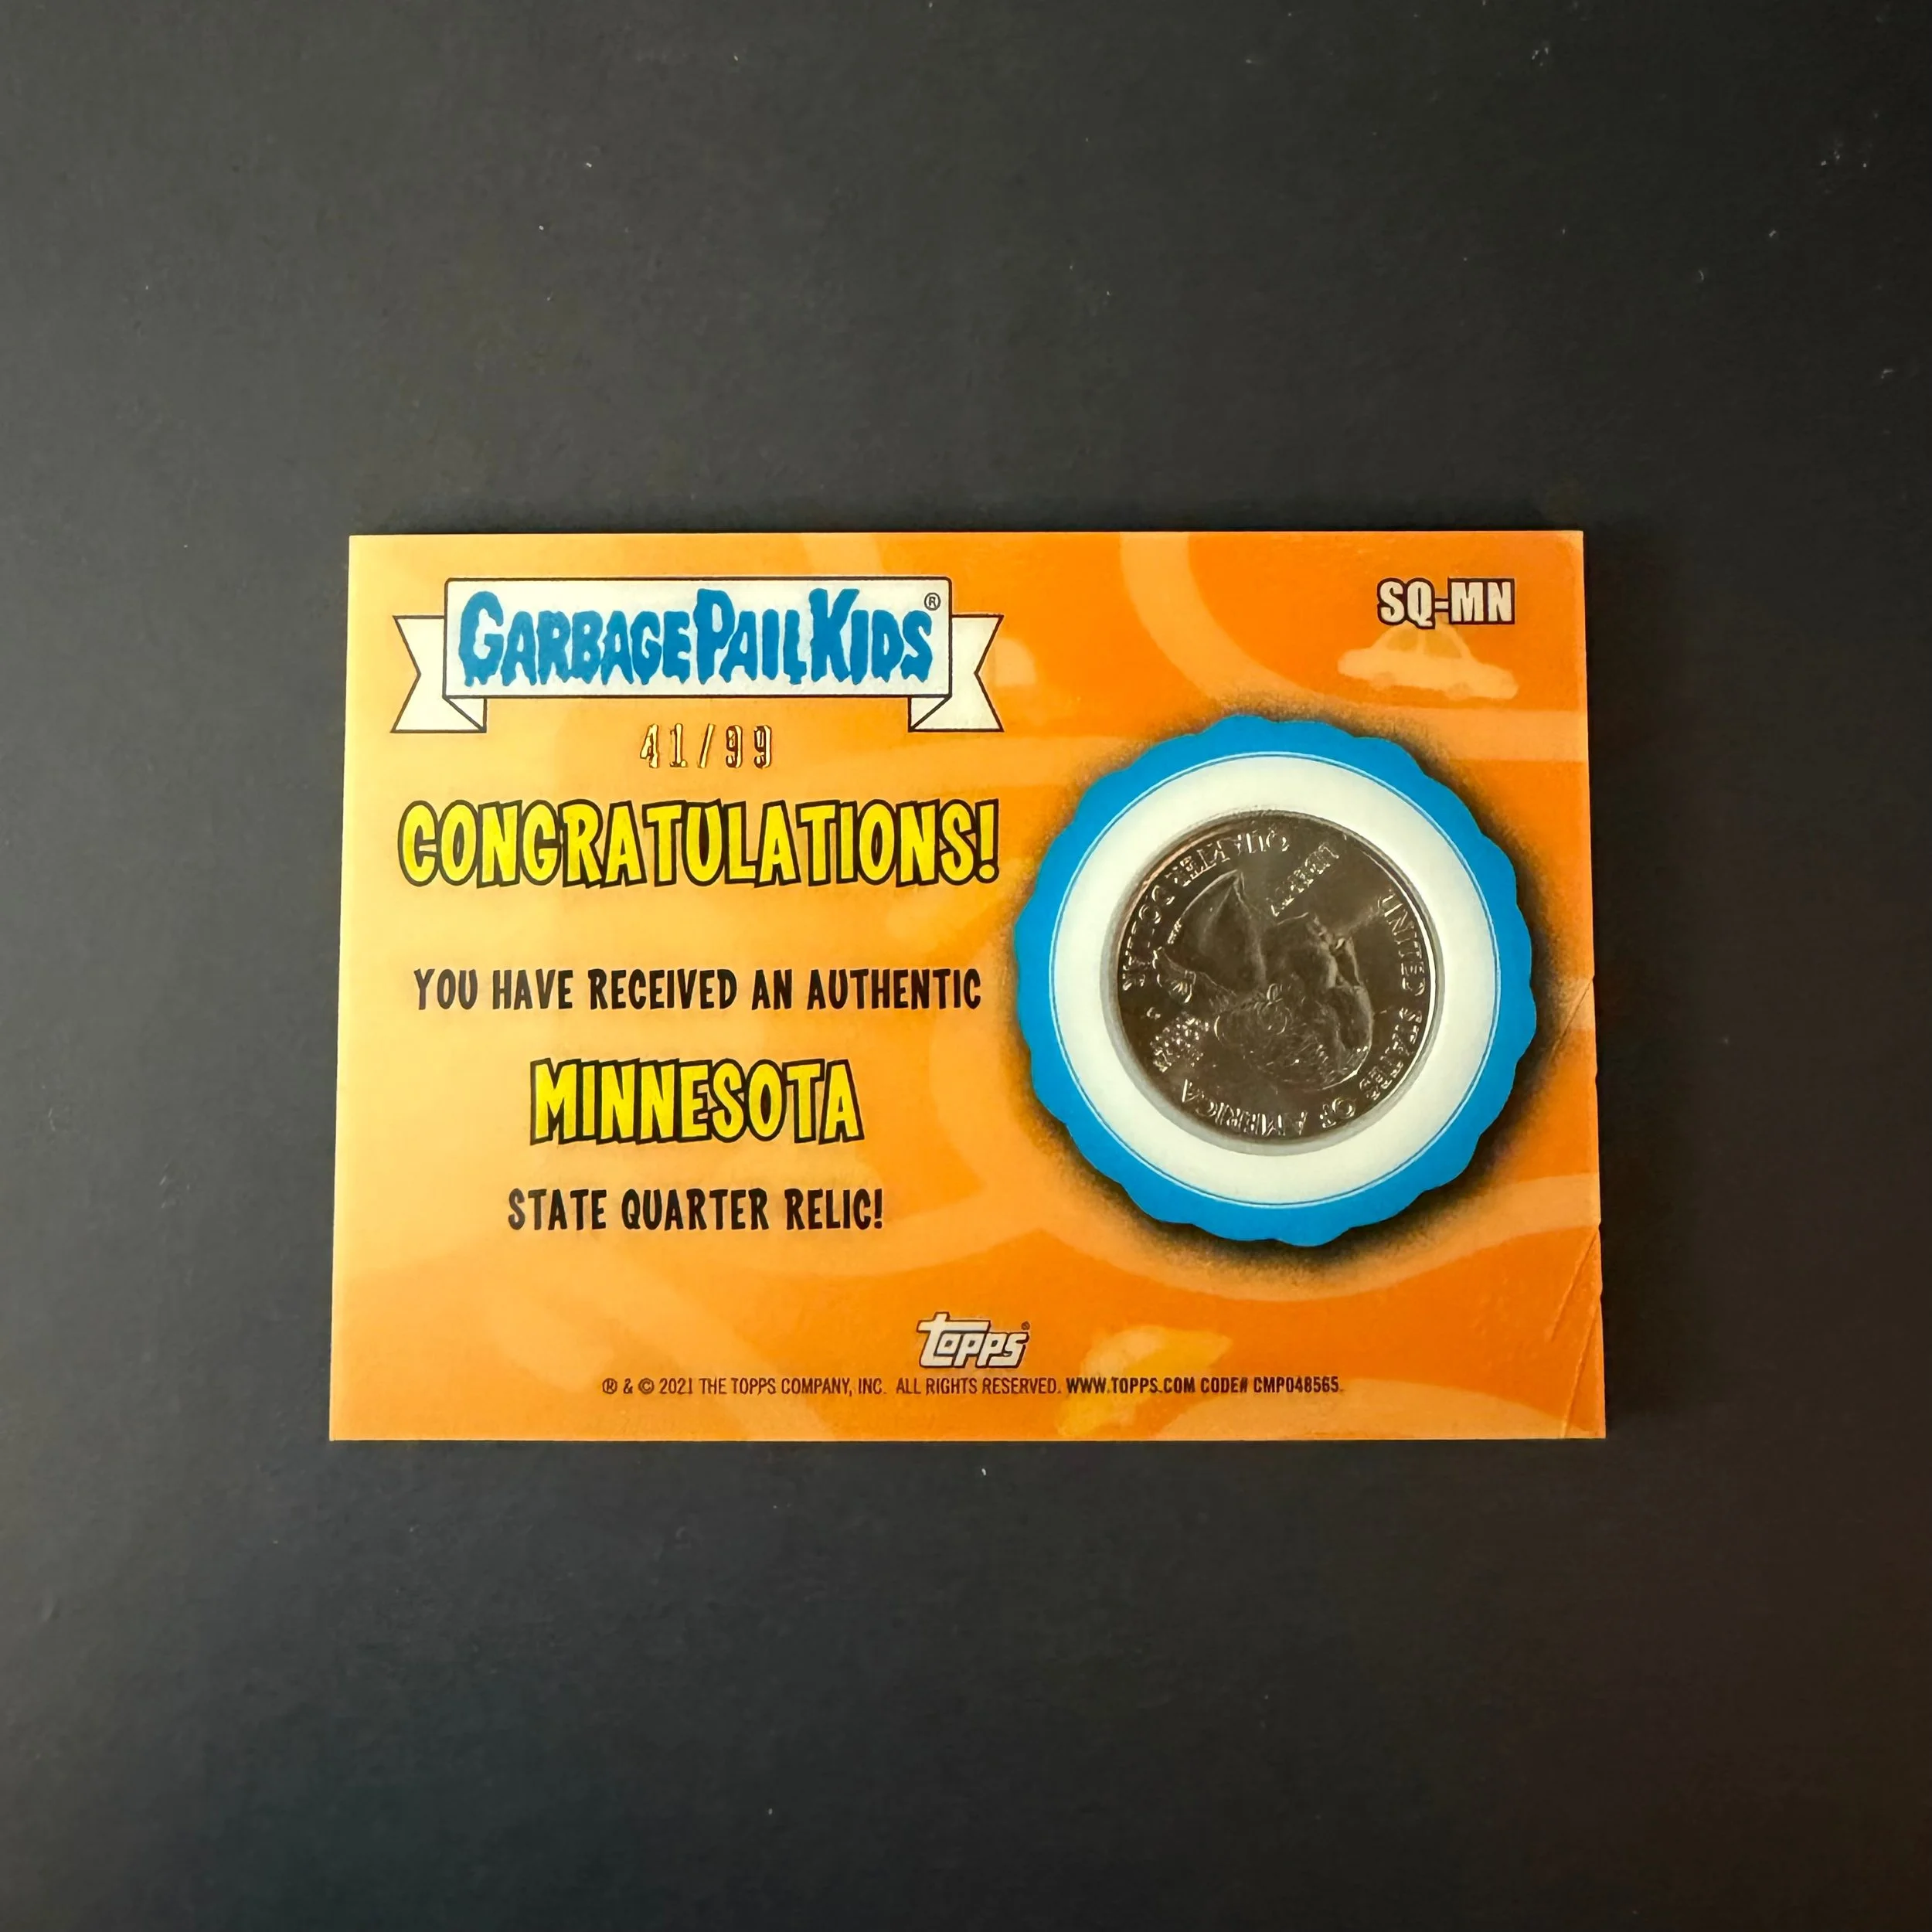 GARBAGE PAIL KIDS®
SQ-MN
41/99
CONGRATULATIONS!
YOU HAVE RECEIVED AN AUTHENTIC
MINNESOTA
STATE QUARTER RELIC!
UNITED STATES OF AMERICA
LIBERTY
QUARTER DOLLAR
topps®
® & © 2021 THE TOPPS COMPANY, INC. ALL RIGHTS RESERVED. WWW.TOPPS.COM CODE# CMP048565